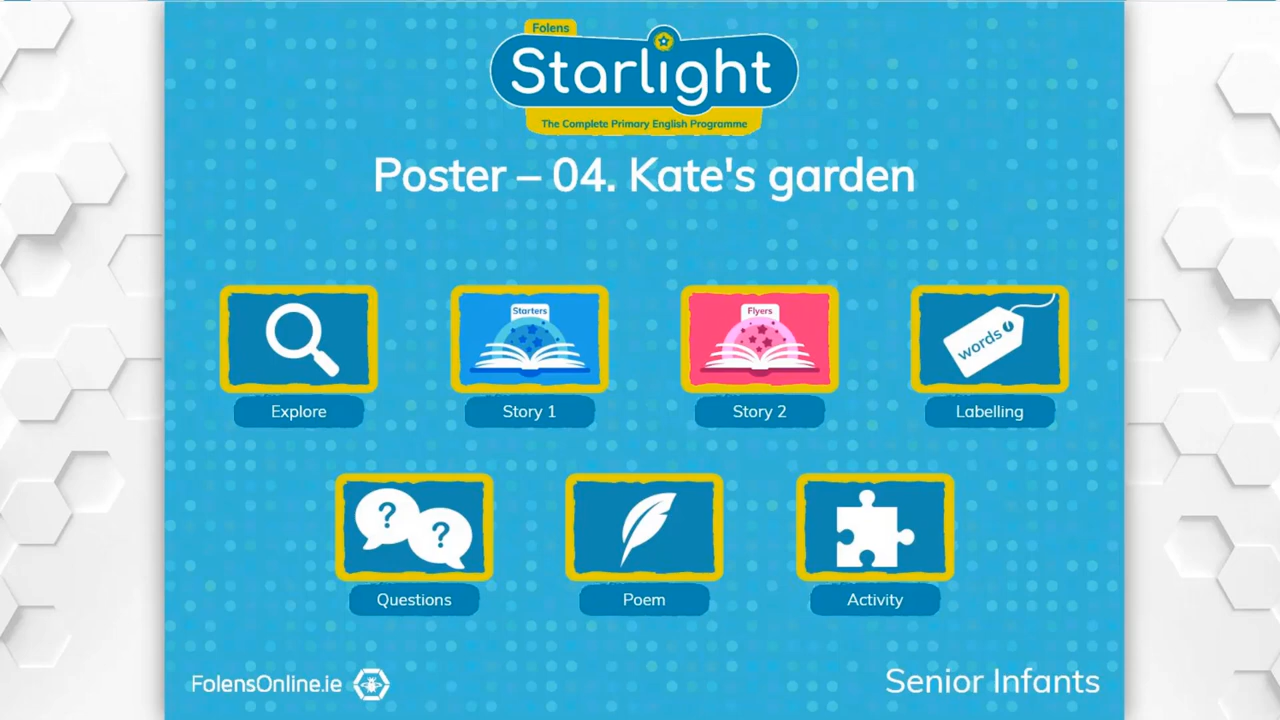 Folens
Starlight
The Complete Primary English Programme
Poster – 04. Kate's garden
Starters
Flyers
words
Explore
Story 1
Story 2
Labelling
? ?
Questions
Poem
Activity
FolensOnline.ie
Senior Infants